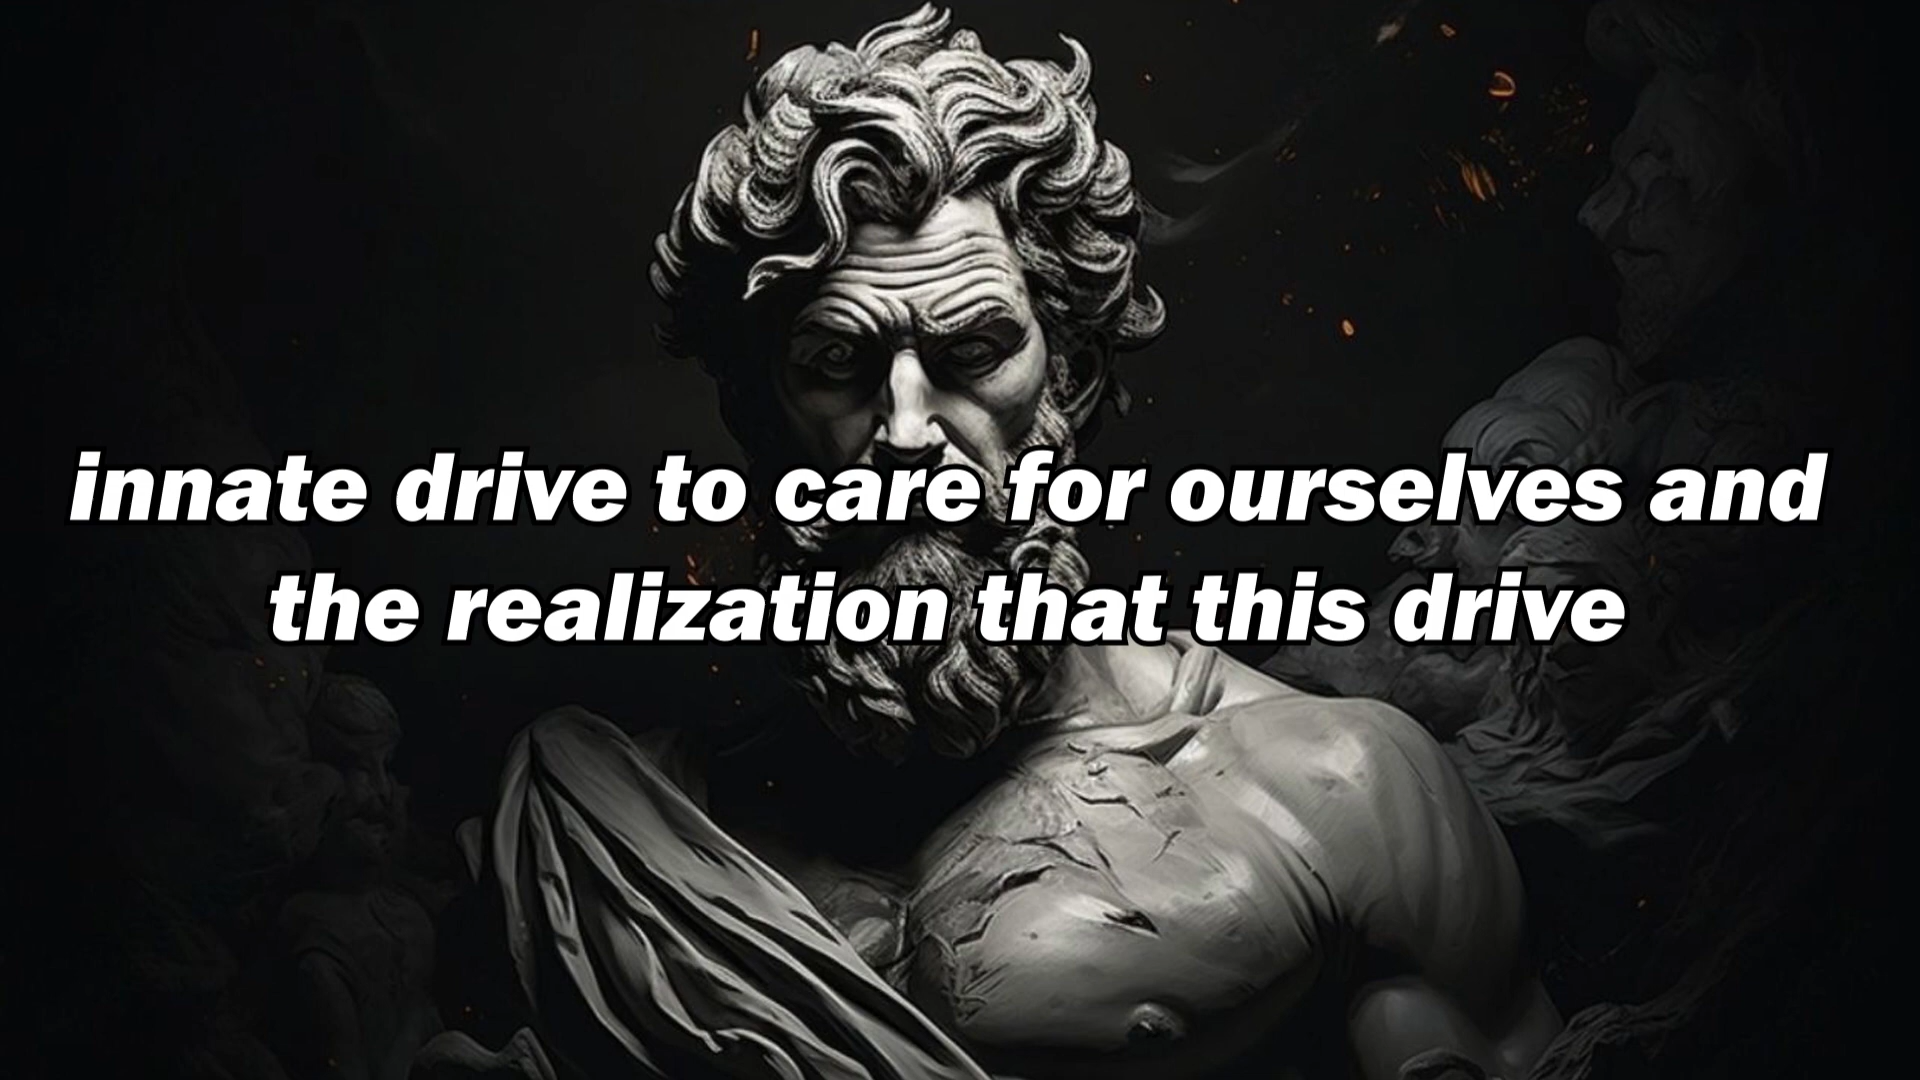 innate drive to care for ourselves and
the realization that this drive